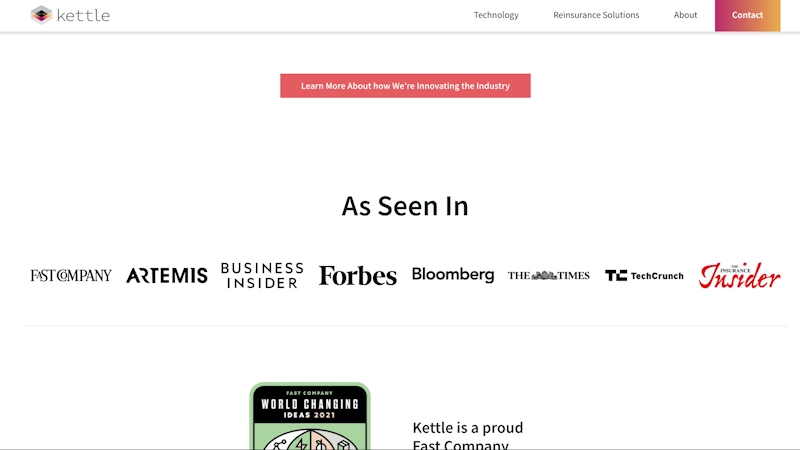 kettle
Technology
Reinsurance Solutions
About
Contact
Learn More About how We're Innovating the Industry
As Seen In
FAST COMPANY
ARTEMIS
BUSINESS
INSIDER
Forbes
Bloomberg
THE TIMES
TC TechCrunch
THE
INSURANCE
Insider
FAST COMPANY
WORLD CHANGING
IDEAS 2021
Kettle is a proud
Fast Company